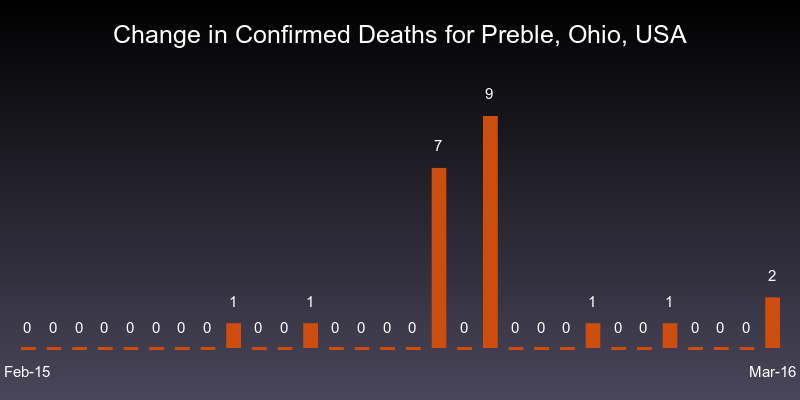 Change in Confirmed Deaths for Preble, Ohio, USA
9
7
2
1 1 1 1
0 0 0 0 0 0 0 0 0 0 0 0 0 0 0 0 0 0 0 0 0 0 0
Feb-15 Mar-16